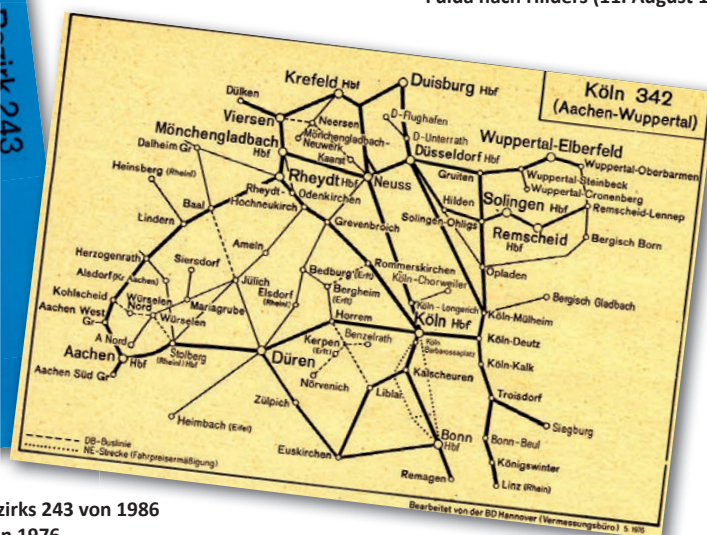 Fulda nach Hilders (11. August 1
Bezirk 243
Köln 342
(Aachen-Wuppertal)
Krefeld Hbf
Duisburg Hbf
Dülken
Viersen
Neersen
D-Flughafen
D-Unterrath
Mönchengladbach-
Neuwerk
Kaarst
Mönchengladbach
Hbf
Düsseldorf Hbf
Wuppertal-Elberfeld
Wuppertal-Oberbarmen
Wuppertal-Steinbeck
Wuppertal-Cronenberg
Gruiten
Dalheim Gr
Rheydt Hbf
Neuss
Heinsberg (Rheinl)
Rheydt-
Odenkirchen
Hochneukirch
Hilden
Solingen Hbf
Remscheid-Lennep
Solingen-Ohligs
Remscheid
Hbf
Baal
Grevenbroich
Bergisch Born
Lindern
Ameln
Rommerskirchen
Opladen
Herzogenrath
Siersdorf
Bedburg (Erft)
Köln-Chorweiler
Alsdorf (Kr Aachen)
Jülich
Bergheim
(Erft)
Elsdorf
(Rheinl)
Köln-Longerich
Bergisch Gladbach
Kohlscheid
Würselen
Nord
Mariagrube
Horrem
Köln Hbf
Köln-Mülheim
Aachen West
Gr
Würselen
Köln
Barbarossaplatz
Köln-Deutz
A Nord
Kerpen
(Erft)
Benzelrath
Aachen
Hbf
Stolberg
(Rheinl) Hbf
Düren
Kalscheuren
Köln-Kalk
Aachen Süd Gr
Nörvenich
Liblar
Troisdorf
Zülpich
Siegburg
Heimbach (Eifel)
Bonn
Hbf
Bonn-Beul
Euskirchen
Königswinter
Remagen
Linz (Rhein)
DB-Buslinie
NE-Strecke (Fahrpreisermäßigung)
Bearbeitet von der BD Hannover (Vermessungsbüro) 5.1976
zirks 243 von 1986
n 1976